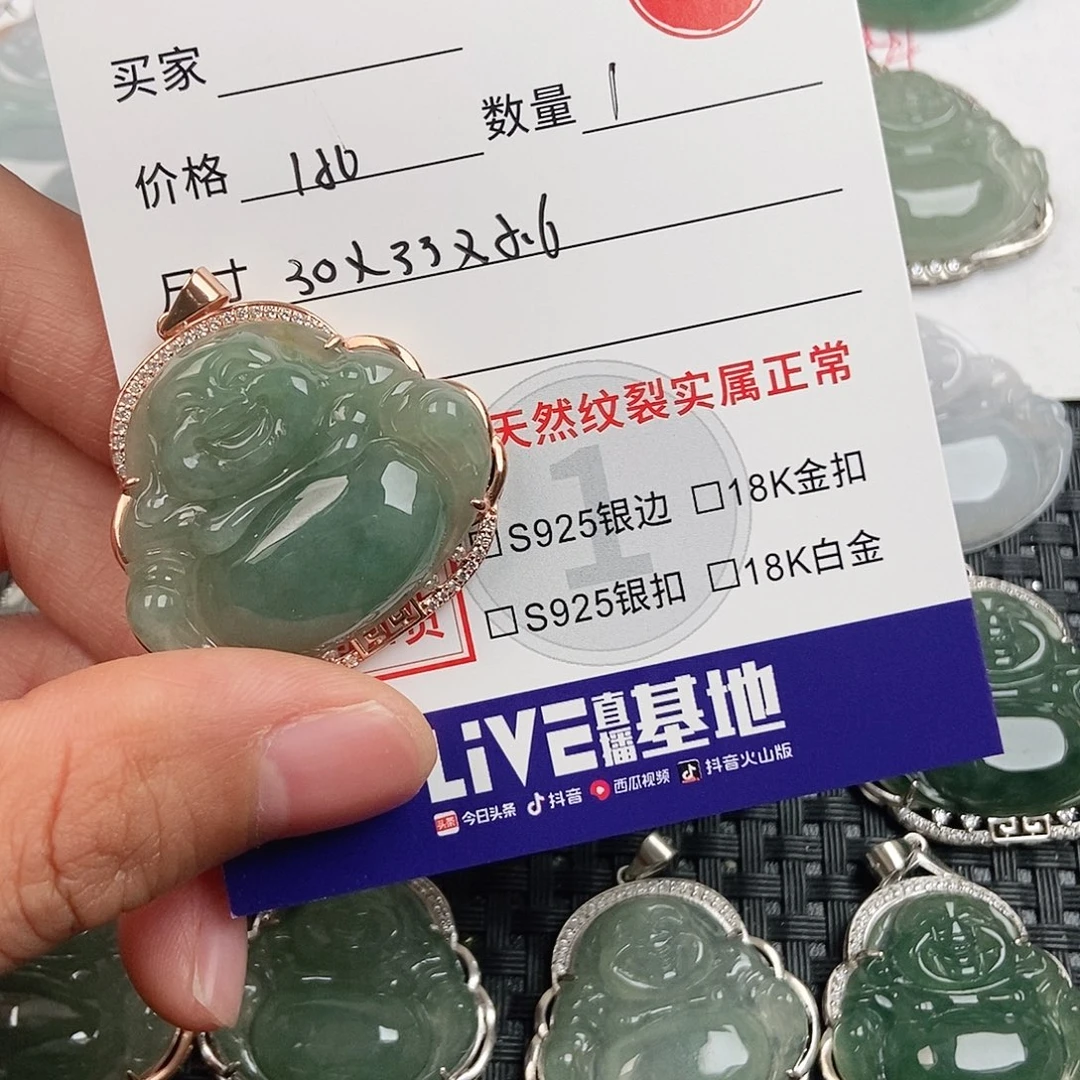 买家
数量 1
价格 180
尺寸 30x33x8.6
天然纹裂实属正常
□S925银边 □18K金扣
□S925银扣 □18K白金
LiVE直播基地
头条 今日头条 抖音 西瓜视频 抖音火山版